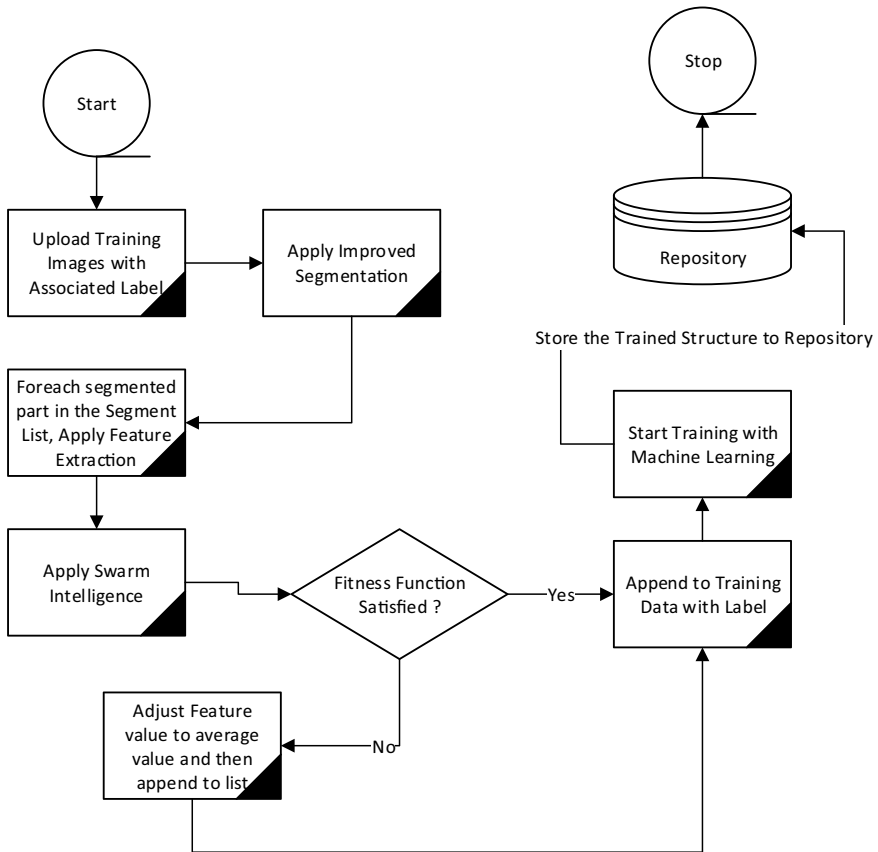 Start
Upload Training
Images with
Associated Label
Apply Improved
Segmentation
Foreach segmented
part in the Segment
List, Apply Feature
Extraction
Apply Swarm
Intelligence
Fitness Function
Satisfied ?
Yes
No
Adjust Feature
value to average
value and then
append to list
Append to Training
Data with Label
Start Training with
Machine Learning
Store the Trained Structure to Repository
Repository
Stop